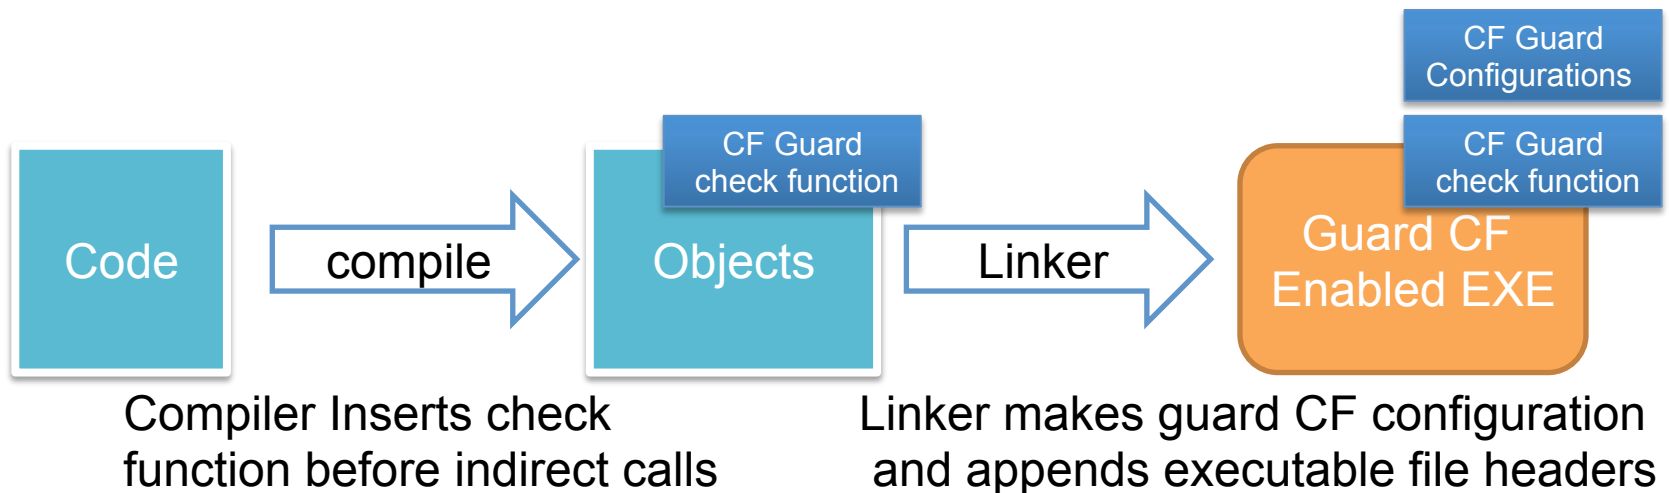 CF Guard
Configurations
CF Guard
check function
CF Guard
check function
Code
compile
Objects
Linker
Guard CF
Enabled EXE
Compiler Inserts check
function before indirect calls
Linker makes guard CF configuration
and appends executable file headers